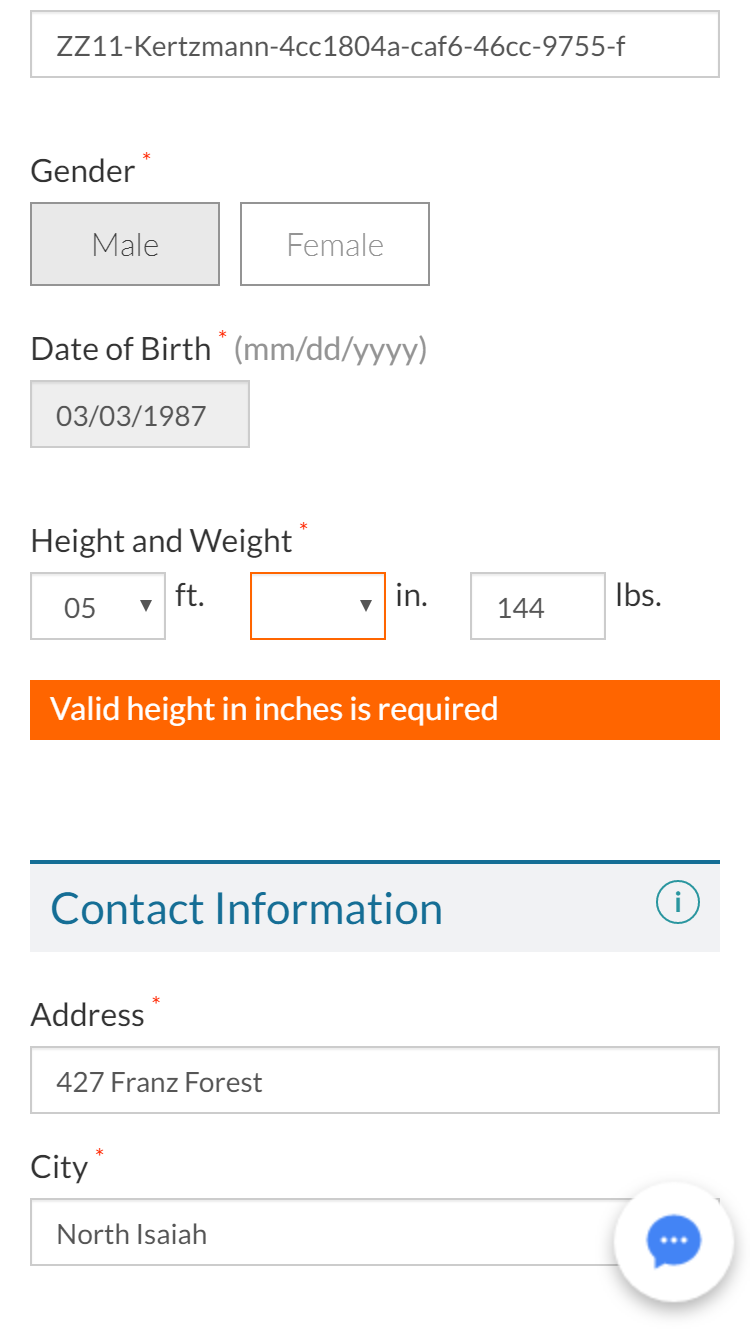 ZZ11-Kertzmann-4cc1804a-caf6-46cc-9755-f
Gender *
Male Female
Date of Birth * (mm/dd/yyyy)
03/03/1987
Height and Weight *
05 ft. in. 144 lbs.
Valid height in inches is required
Contact Information
Address *
427 Franz Forest
City *
North Isaiah